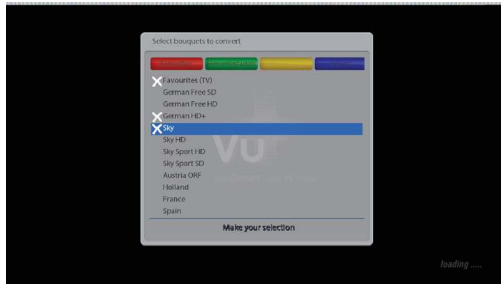 Select bouquets to convert
Favourites (TV)
German Free SD
German Free HD
German HD+
Sky
Sky HD
Sky Sport HD
Sky Sport SD
Austria ORF
Holland
France
Spain
Vu+
Make your selection
loading .....